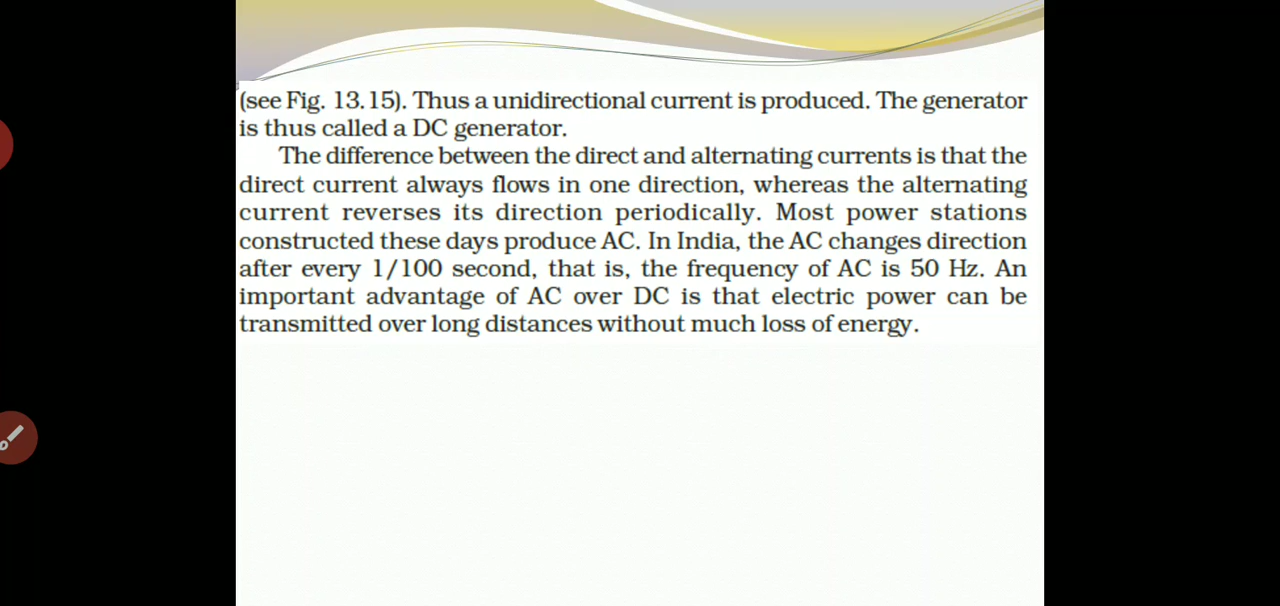 (see Fig. 13.15). Thus a unidirectional current is produced. The generator
is thus called a DC generator.
The difference between the direct and alternating currents is that the
direct current always flows in one direction, whereas the alternating
current reverses its direction periodically. Most power stations
constructed these days produce AC. In India, the AC changes direction
after every 1/100 second, that is, the frequency of AC is 50 Hz. An
important advantage of AC over DC is that electric power can be
transmitted over long distances without much loss of energy.